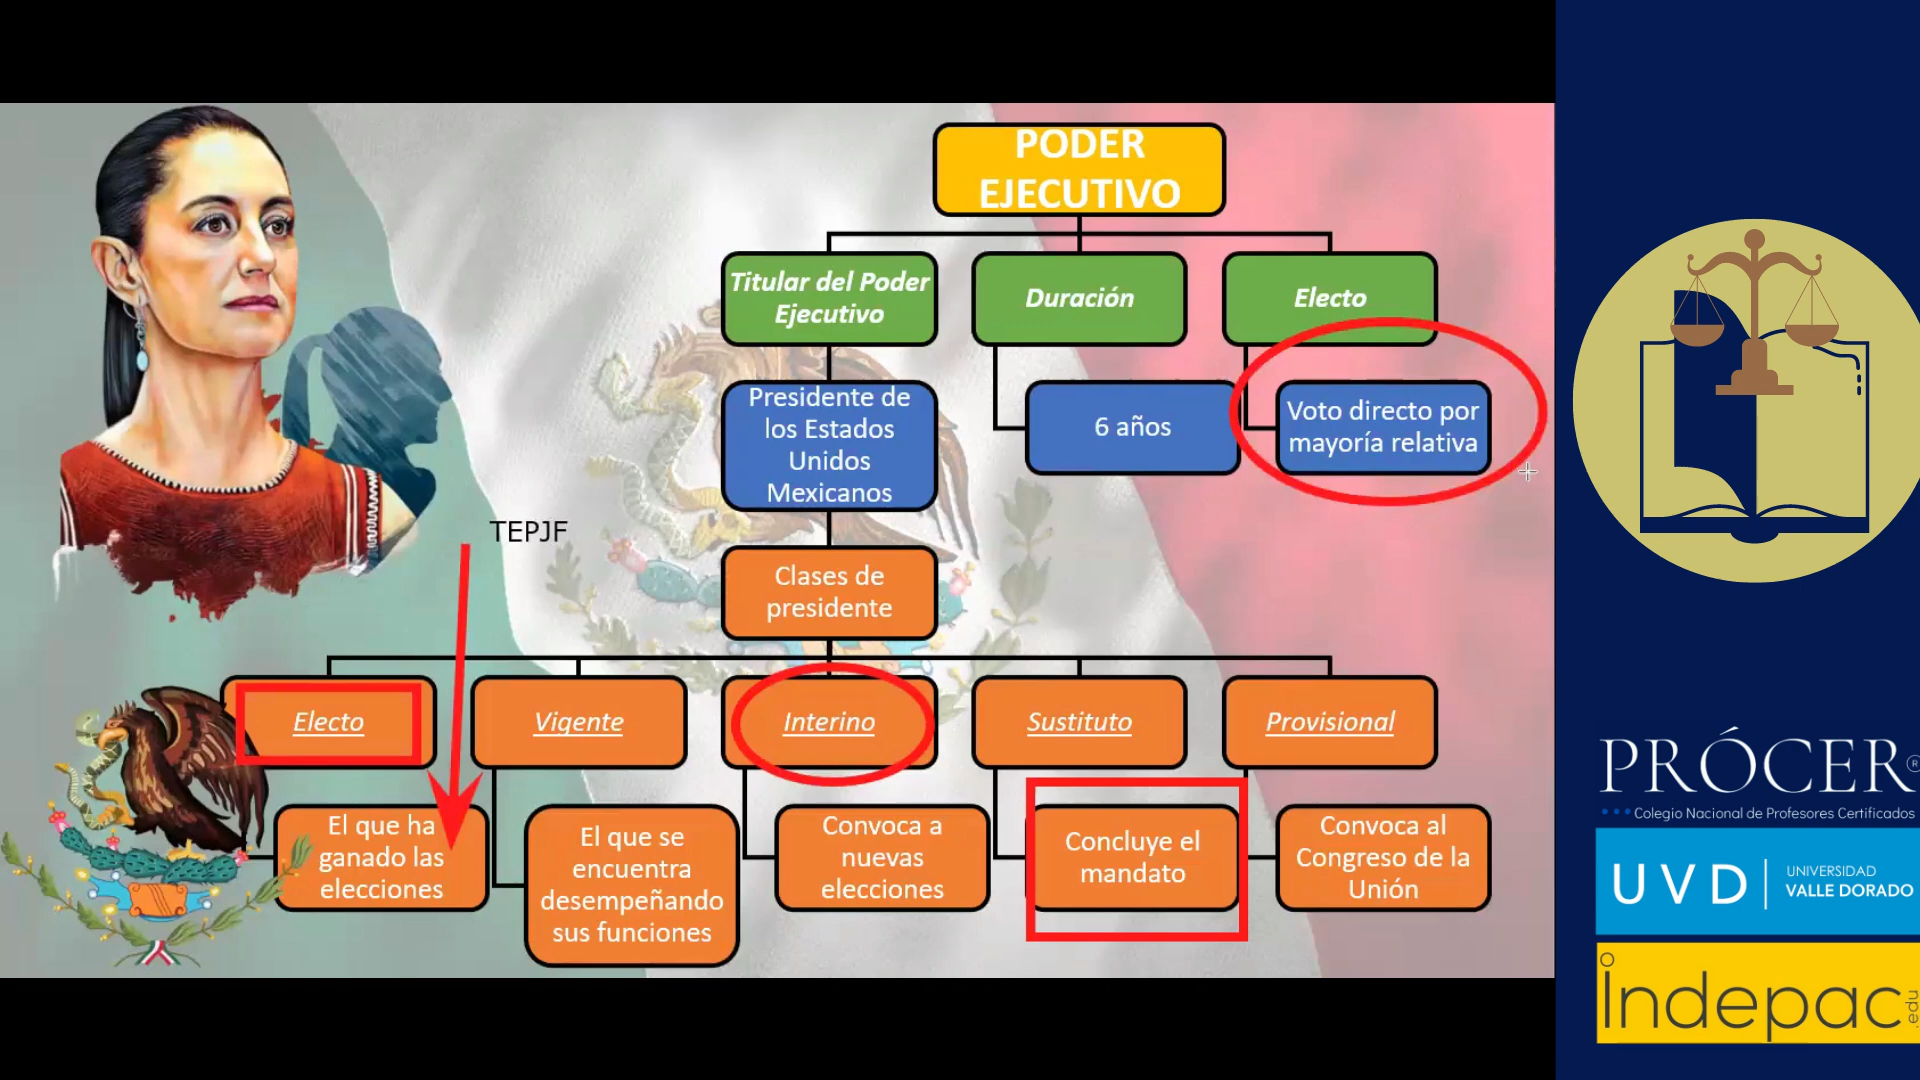 PODER
EJECUTIVO
Titular del Poder
Ejecutivo
Duración
Electo
Presidente de
los Estados
Unidos
Mexicanos
6 años
Voto directo por
mayoría relativa
TEPJF
Clases de
presidente
Electo
Vigente
Interino
Sustituto
Provisional
El que ha
ganado las
elecciones
El que se
encuentra
desempeñando
sus funciones
Convoca a
nuevas
elecciones
Concluye el
mandato
Convoca al
Congreso de la
Unión
PRÓCER®
Colegio Nacional de Profesores Certificados
UVD
UNIVERSIDAD
VALLE DORADO
Indepac
.edu